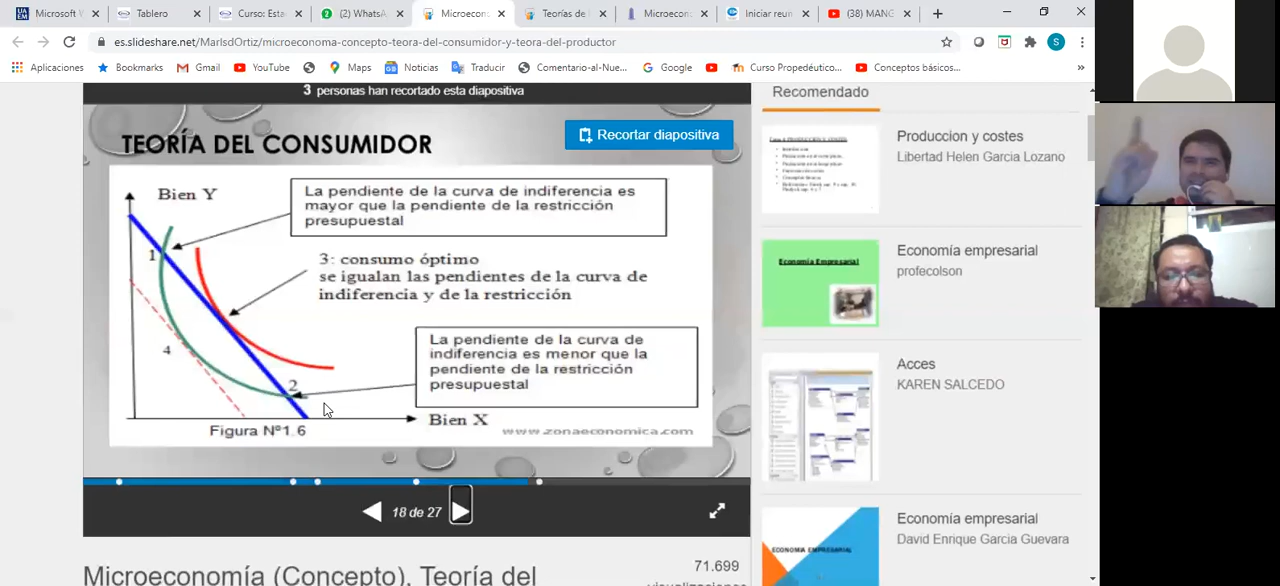 Microsoft W
Tablero
Curso: Esta
(2) WhatsA
Microecono
Teorías de l
Microecono
Iniciar reun
(38) MANG
es.slideshare.net/MarlsdOrtiz/microeconoma-concepto-teora-del-consumidor-y-teora-del-productor
S
Aplicaciones
Bookmarks
Gmail
YouTube
Maps
Noticias
Traducir
Comentario-al-Nue...
Google
Curso Propedéutico...
Conceptos básicos...
»
3 personas han recortado esta diapositiva
TEORÍA DEL CONSUMIDOR
Recortar diapositiva
Bien Y
La pendiente de la curva de indiferencia es
mayor que la pendiente de la restricción
presupuestal
1
3: consumo óptimo
se igualan las pendientes de la curva de
indiferencia y de la restricción
4
La pendiente de la curva de
indiferencia es menor que la
pendiente de la restricción
presupuestal
2
Bien X
Figura Nº1.6
www.zonaeconomica.com
18 de 27
Microeconomía (Concepto). Teoría del
71.699
visualizaciones
Recomendado
Produccion y costes
Libertad Helen Garcia Lozano
Economía Empresarial
Economía empresarial
profecolson
Acces
KAREN SALCEDO
ECONOMIA EMPRESARIAL
Economía empresarial
David Enrique Garcia Guevara